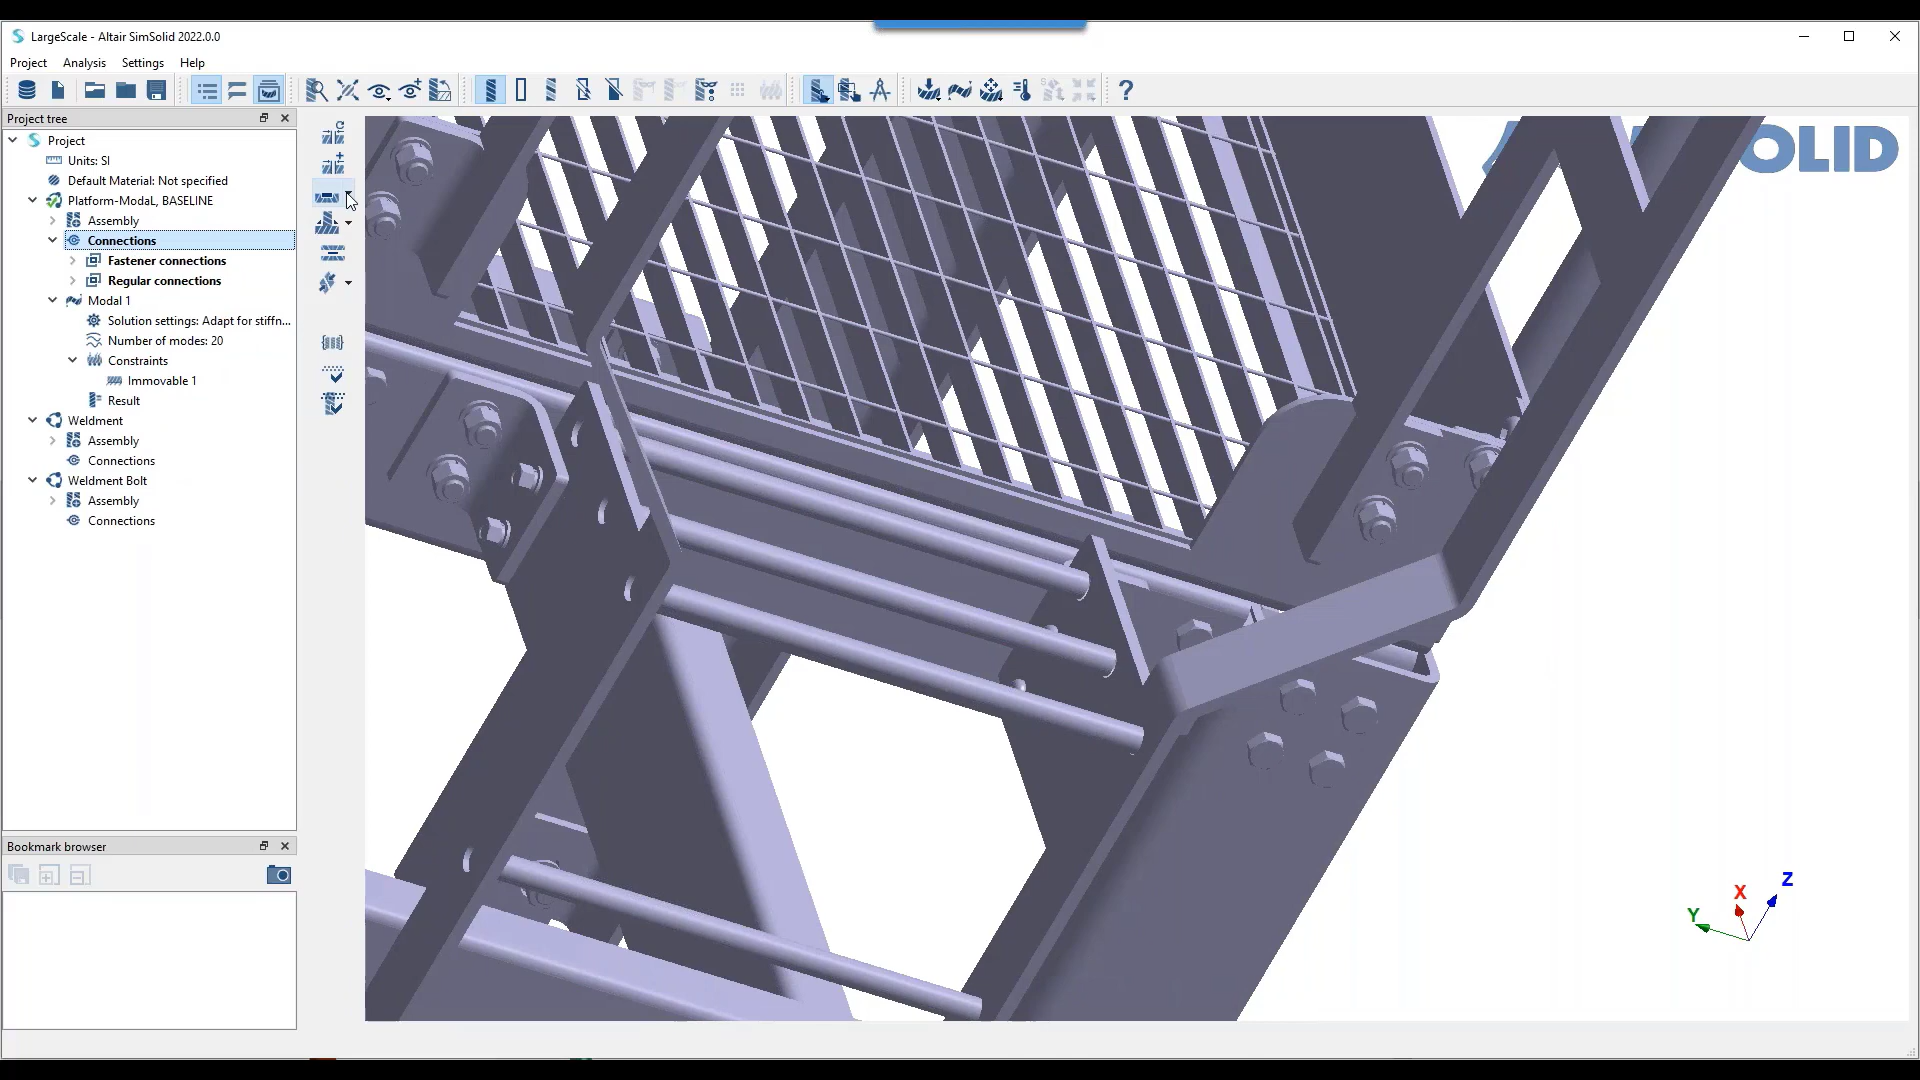 LargeScale - Altair SimSolid 2022.0.0
Project Analysis Settings Help
Project tree
Project
Units: SI
Default Material: Not specified
Platform-ModaL, BASELINE
Assembly
Connections
Fastener connections
Regular connections
Modal 1
Solution settings: Adapt for stiffn...
Number of modes: 20
Constraints
Immovable 1
Result
Weldment
Assembly
Connections
Weldment Bolt
Assembly
Connections
Bookmark browser
OLID
X
Y
Z